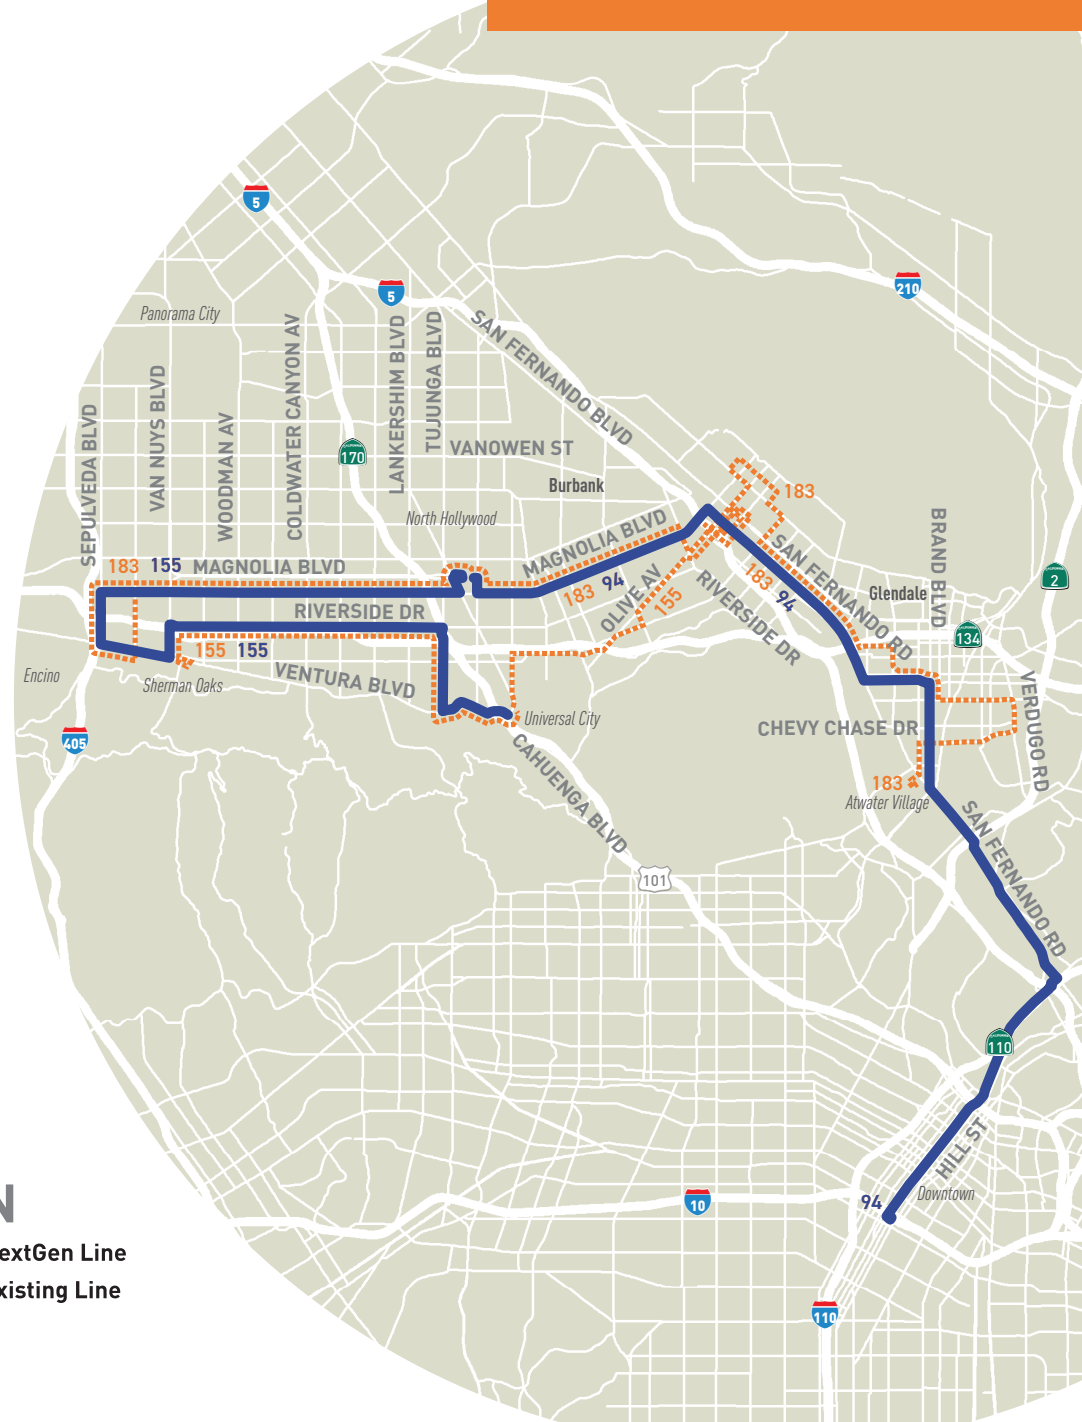 5
5
210
Panorama City
SAN FERNANDO BLVD
SEPULVEDA BLVD
VAN NUYS BLVD
WOODMAN AV
COLDWATER CANYON AV
LANKERSHIM BLVD
TUJUNGA BLVD
CALIFORNIA
170
VANOWEN ST
Burbank
North Hollywood
183
MAGNOLIA BLVD
SAN FERNANDO RD
BRAND BLVD
183 155 MAGNOLIA BLVD
183 94
OLIVE AV
155
183 94
RIVERSIDE DR
Glendale
CALIFORNIA
2
RIVERSIDE DR
CALIFORNIA
134
155 155
VENTURA BLVD
Encino
Sherman Oaks
405
Universal City
CAHUENGA BLVD
CHEVY CHASE DR
VERDUGO RD
183
Atwater Village
SAN FERNANDO RD
101
CALIFORNIA
110
HILL ST
94
Downtown
10
110
N
extGen Line
xisting Line